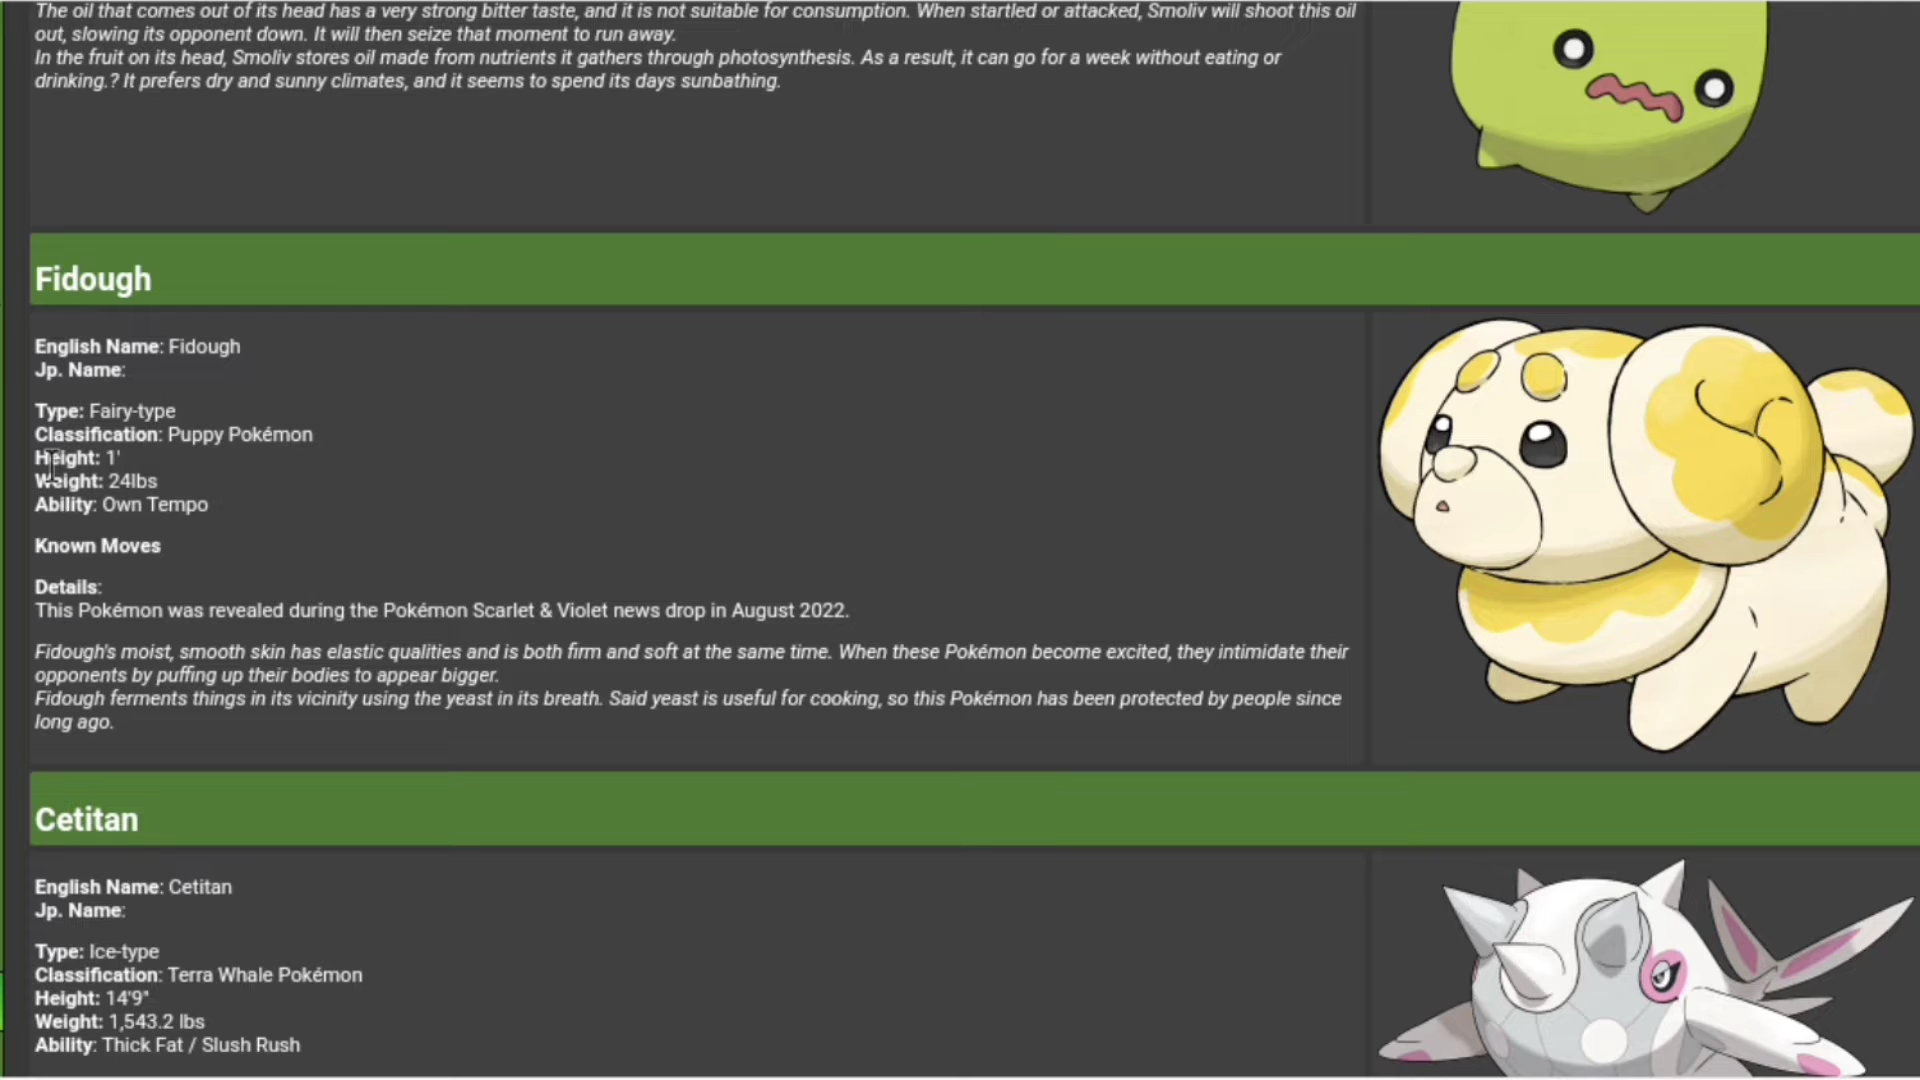 The oil that comes out of its head has a very strong bitter taste, and it is not suitable for consumption. When startled or attacked, Smoliv will shoot this oil
out, slowing its opponent down. It will then seize that moment to run away.
In the fruit on its head, Smoliv stores oil made from nutrients it gathers through photosynthesis. As a result, it can go for a week without eating or
drinking.? It prefers dry and sunny climates, and it seems to spend its days sunbathing.
Fidough
English Name: Fidough
Jp. Name:
Type: Fairy-type
Classification: Puppy Pokémon
Height: 1'
Weight: 24lbs
Ability: Own Tempo
Known Moves
Details:
This Pokémon was revealed during the Pokémon Scarlet & Violet news drop in August 2022.
Fidough's moist, smooth skin has elastic qualities and is both firm and soft at the same time. When these Pokémon become excited, they intimidate their
opponents by puffing up their bodies to appear bigger.
Fidough ferments things in its vicinity using the yeast in its breath. Said yeast is useful for cooking, so this Pokémon has been protected by people since
long ago.
Cetitan
English Name: Cetitan
Jp. Name:
Type: Ice-type
Classification: Terra Whale Pokémon
Height: 14'9"
Weight: 1,543.2 lbs
Ability: Thick Fat / Slush Rush